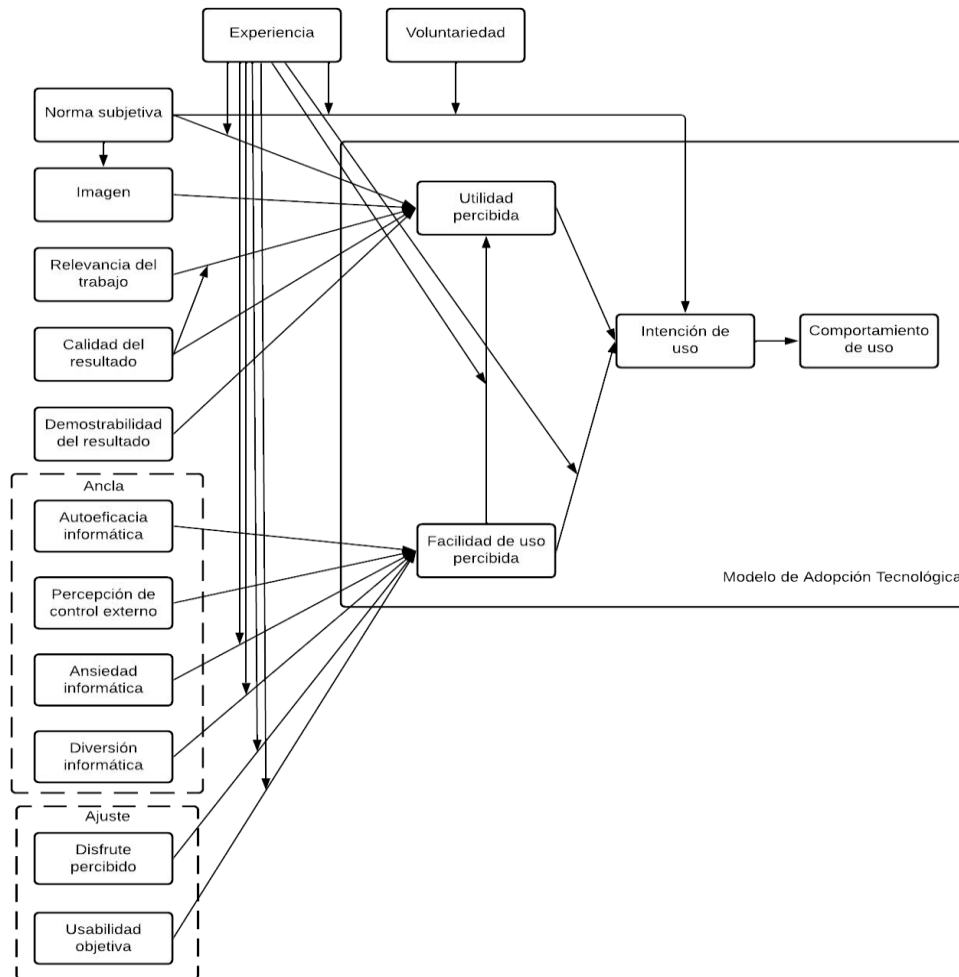 Experiencia
Voluntariedad
Norma subjetiva
Imagen
Utilidad
percibida
Relevancia del
trabajo
Intención de
uso
Comportamiento
de uso
Calidad del
resultado
Demostrabilidad
del resultado
Ancla
Autoeficacia
informática
Facilidad de uso
percibida
Modelo de Adopción Tecnológica
Percepción de
control externo
Ansiedad
informática
Diversión
informática
Ajuste
Disfrute
percibido
Usabilidad
objetiva